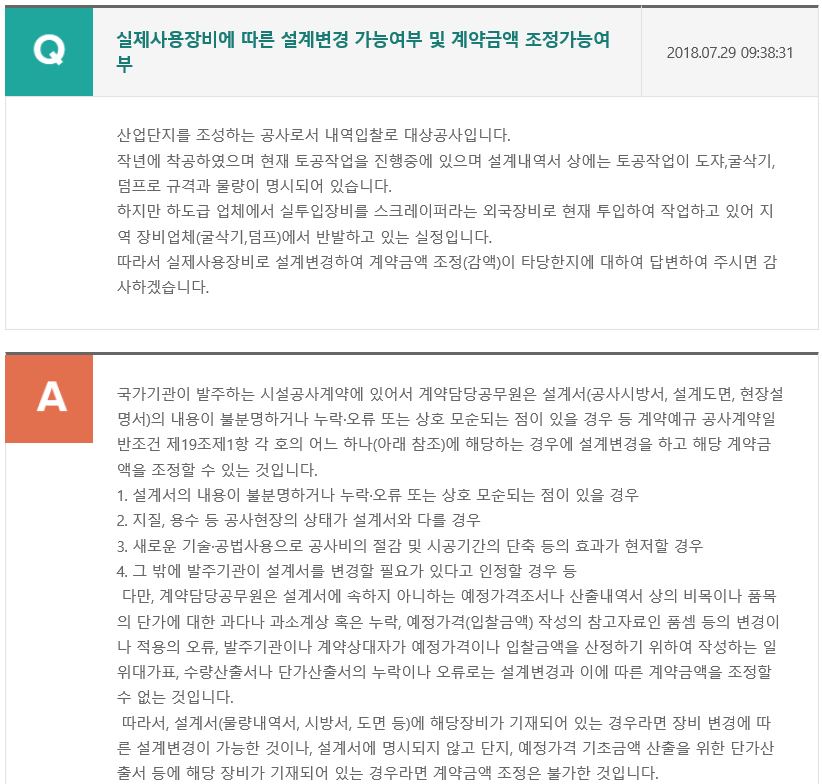 Q
실제사용장비에 따른 설계변경 가능여부 및 계약금액 조정가능여
부
2018.07.29 09:38:31
산업단지를 조성하는 공사로서 내역입찰로 대상공사입니다.
작년에 착공하였으며 현재 토공작업을 진행중에 있으며 설계내역서 상에는 토공작업이 도쟈,굴삭기,
덤프로 규격과 물량이 명시되어 있습니다.
하지만 하도급 업체에서 실투입장비를 스크레이퍼라는 외국장비로 현재 투입하여 작업하고 있어 지
역 장비업체(굴삭기,덤프)에서 반발하고 있는 실정입니다.
따라서 실제사용장비로 설계변경하여 계약금액 조정(감액)이 타당한지에 대하여 답변하여 주시면 감
사하겠습니다.
A
국가기관이 발주하는 시설공사계약에 있어서 계약담당공무원은 설계서(공사시방서, 설계도면, 현장설
명서)의 내용이 불분명하거나 누락·오류 또는 상호 모순되는 점이 있을 경우 등 계약예규 공사계약일
반조건 제19조제1항 각 호의 어느 하나(아래 참조)에 해당하는 경우에 설계변경을 하고 해당 계약금
액을 조정할 수 있는 것입니다.
1. 설계서의 내용이 불분명하거나 누락·오류 또는 상호 모순되는 점이 있을 경우
2. 지질, 용수 등 공사현장의 상태가 설계서와 다를 경우
3. 새로운 기술·공법사용으로 공사비의 절감 및 시공기간의 단축 등의 효과가 현저할 경우
4. 그 밖에 발주기관이 설계서를 변경할 필요가 있다고 인정할 경우 등
다만, 계약담당공무원은 설계서에 속하지 아니하는 예정가격조서나 산출내역서 상의 비목이나 품목
의 단가에 대한 과다나 과소계상 혹은 누락, 예정가격(입찰금액) 작성의 참고자료인 품셈 등의 변경이
나 적용의 오류, 발주기관이나 계약상대자가 예정가격이나 입찰금액을 산정하기 위하여 작성하는 일
위대가표, 수량산출서나 단가산출서의 누락이나 오류로는 설계변경과 이에 따른 계약금액을 조정할
수 없는 것입니다.
따라서, 설계서(물량내역서, 시방서, 도면 등)에 해당장비가 기재되어 있는 경우라면 장비 변경에 따
른 설계변경이 가능한 것이나, 설계서에 명시되지 않고 단지, 예정가격 기초금액 산출을 위한 단가산
출서 등에 해당 장비가 기재되어 있는 경우라면 계약금액 조정은 불가한 것입니다.